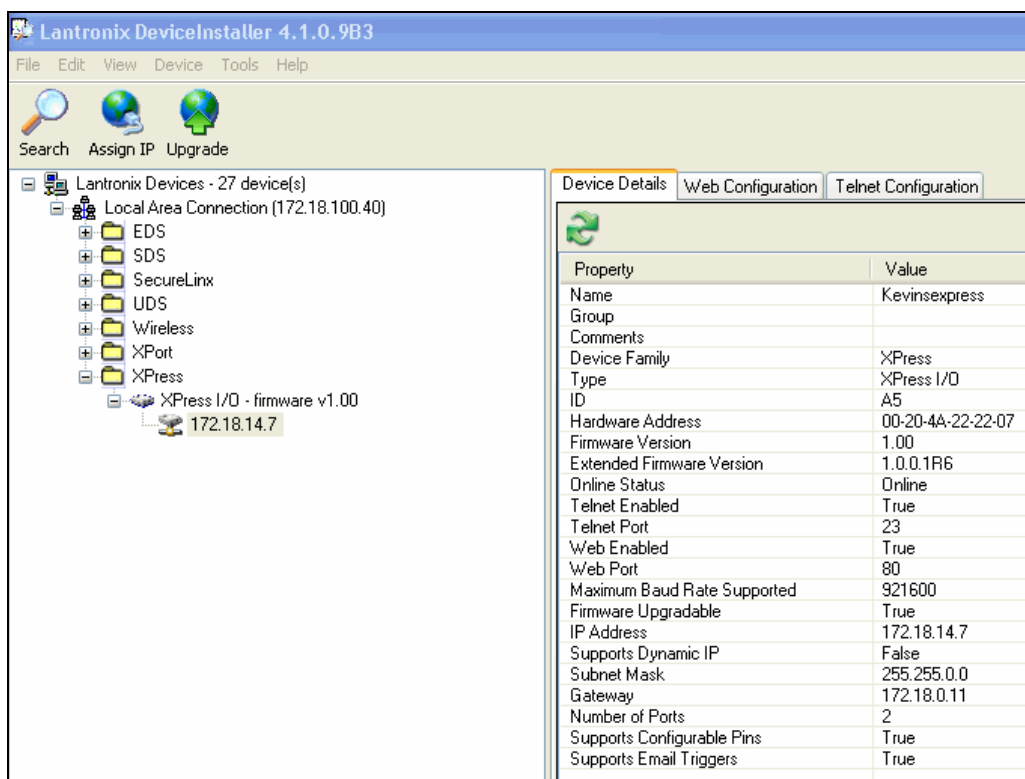 Lantronix DeviceInstaller 4.1.0.9B3
File Edit View Device Tools Help
Search Assign IP Upgrade
Lantronix Devices - 27 device(s)
Local Area Connection (172.18.100.40)
EDS
SDS
SecureLinx
UDS
Wireless
XPort
XPress
XPress I/O - firmware v1.00
172.18.14.7
Device Details Web Configuration Telnet Configuration
Property Value
Name Kevinsexpress
Group
Comments
Device Family XPress
Type XPress I/O
ID A5
Hardware Address 00-20-4A-22-22-07
Firmware Version 1.00
Extended Firmware Version 1.0.0.1R6
Online Status Online
Telnet Enabled True
Telnet Port 23
Web Enabled True
Web Port 80
Maximum Baud Rate Supported 921600
Firmware Upgradable True
IP Address 172.18.14.7
Supports Dynamic IP False
Subnet Mask 255.255.0.0
Gateway 172.18.0.11
Number of Ports 2
Supports Configurable Pins True
Supports Email Triggers True